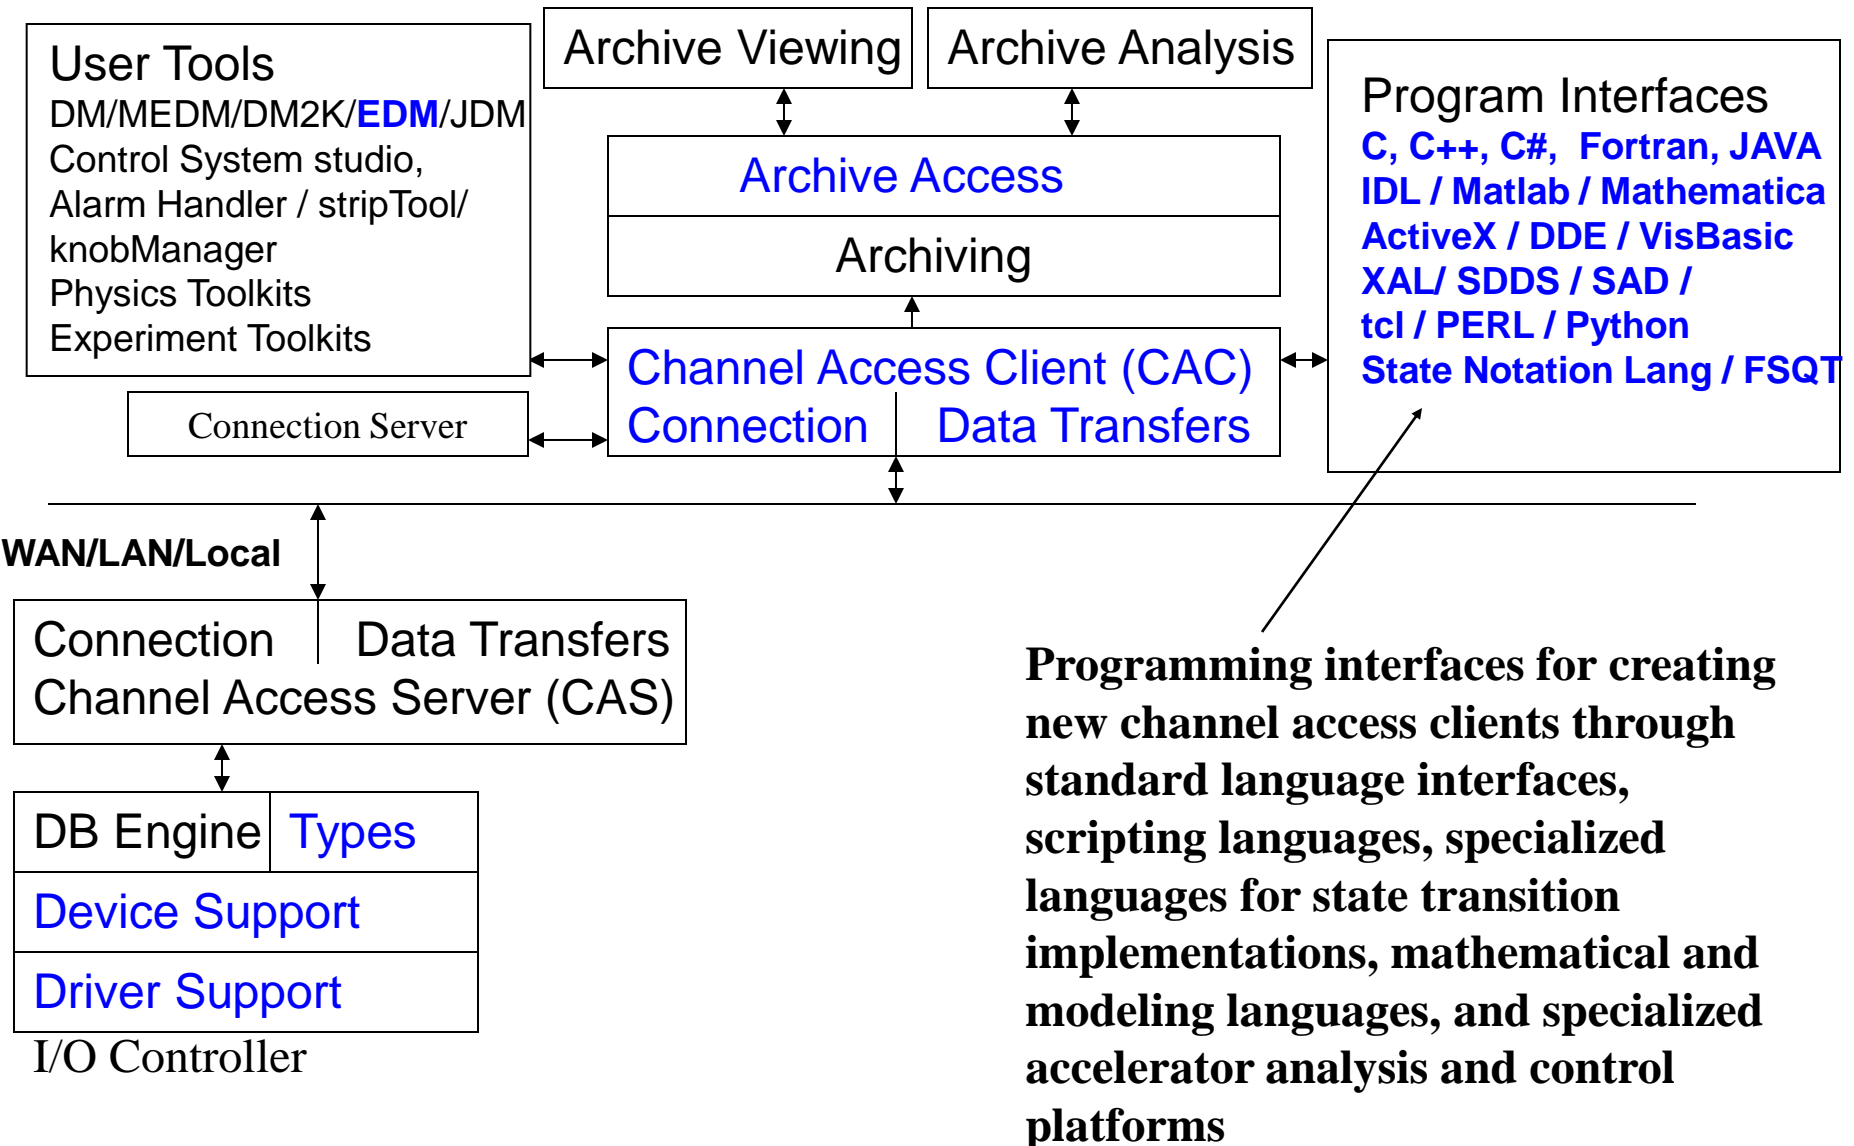 User Tools
DM/MEDM/DM2K/EDM/JDM
Control System studio,
Alarm Handler / stripTool/
knobManager
Physics Toolkits
Experiment Toolkits
Archive Viewing
Archive Analysis
Archive Access
Archiving
Program Interfaces
C, C++, C#, Fortran, JAVA
IDL / Matlab / Mathematica
ActiveX / DDE / VisBasic
XAL/ SDDS / SAD /
tcl / PERL / Python
State Notation Lang / FSQT
Channel Access Client (CAC)
Connection
Data Transfers
Connection Server
WAN/LAN/Local
Connection
Data Transfers
Channel Access Server (CAS)
DB Engine
Types
Device Support
Driver Support
I/O Controller
Programming interfaces for creating
new channel access clients through
standard language interfaces,
scripting languages, specialized
languages for state transition
implementations, mathematical and
modeling languages, and specialized
accelerator analysis and control
platforms